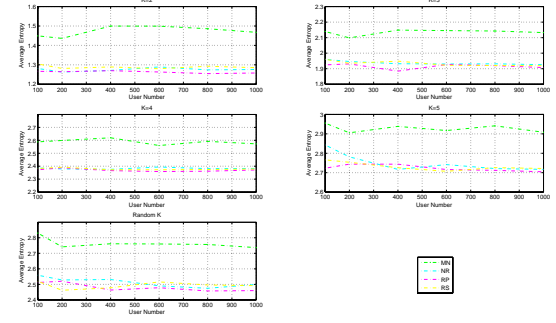 K=2
1.6
1.5
1.4
1.3
1.2
Average Entropy
100 200 300 400 500 600 700 800 900 1000
User Number
K=3
2.3
2.2
2.1
2
1.9
1.8
Average Entropy
100 200 300 400 500 600 700 800 900 1000
User Number
K=4
2.7
2.6
2.5
2.4
2.3
2.2
Average Entropy
100 200 300 400 500 600 700 800 900 1000
User Number
K=5
3
2.9
2.8
2.7
2.6
Average Entropy
100 200 300 400 500 600 700 800 900 1000
User Number
Random K
2.8
2.7
2.6
2.5
2.4
Average Entropy
100 200 300 400 500 600 700 800 900 1000
User Number
MN
NR
RP
RS